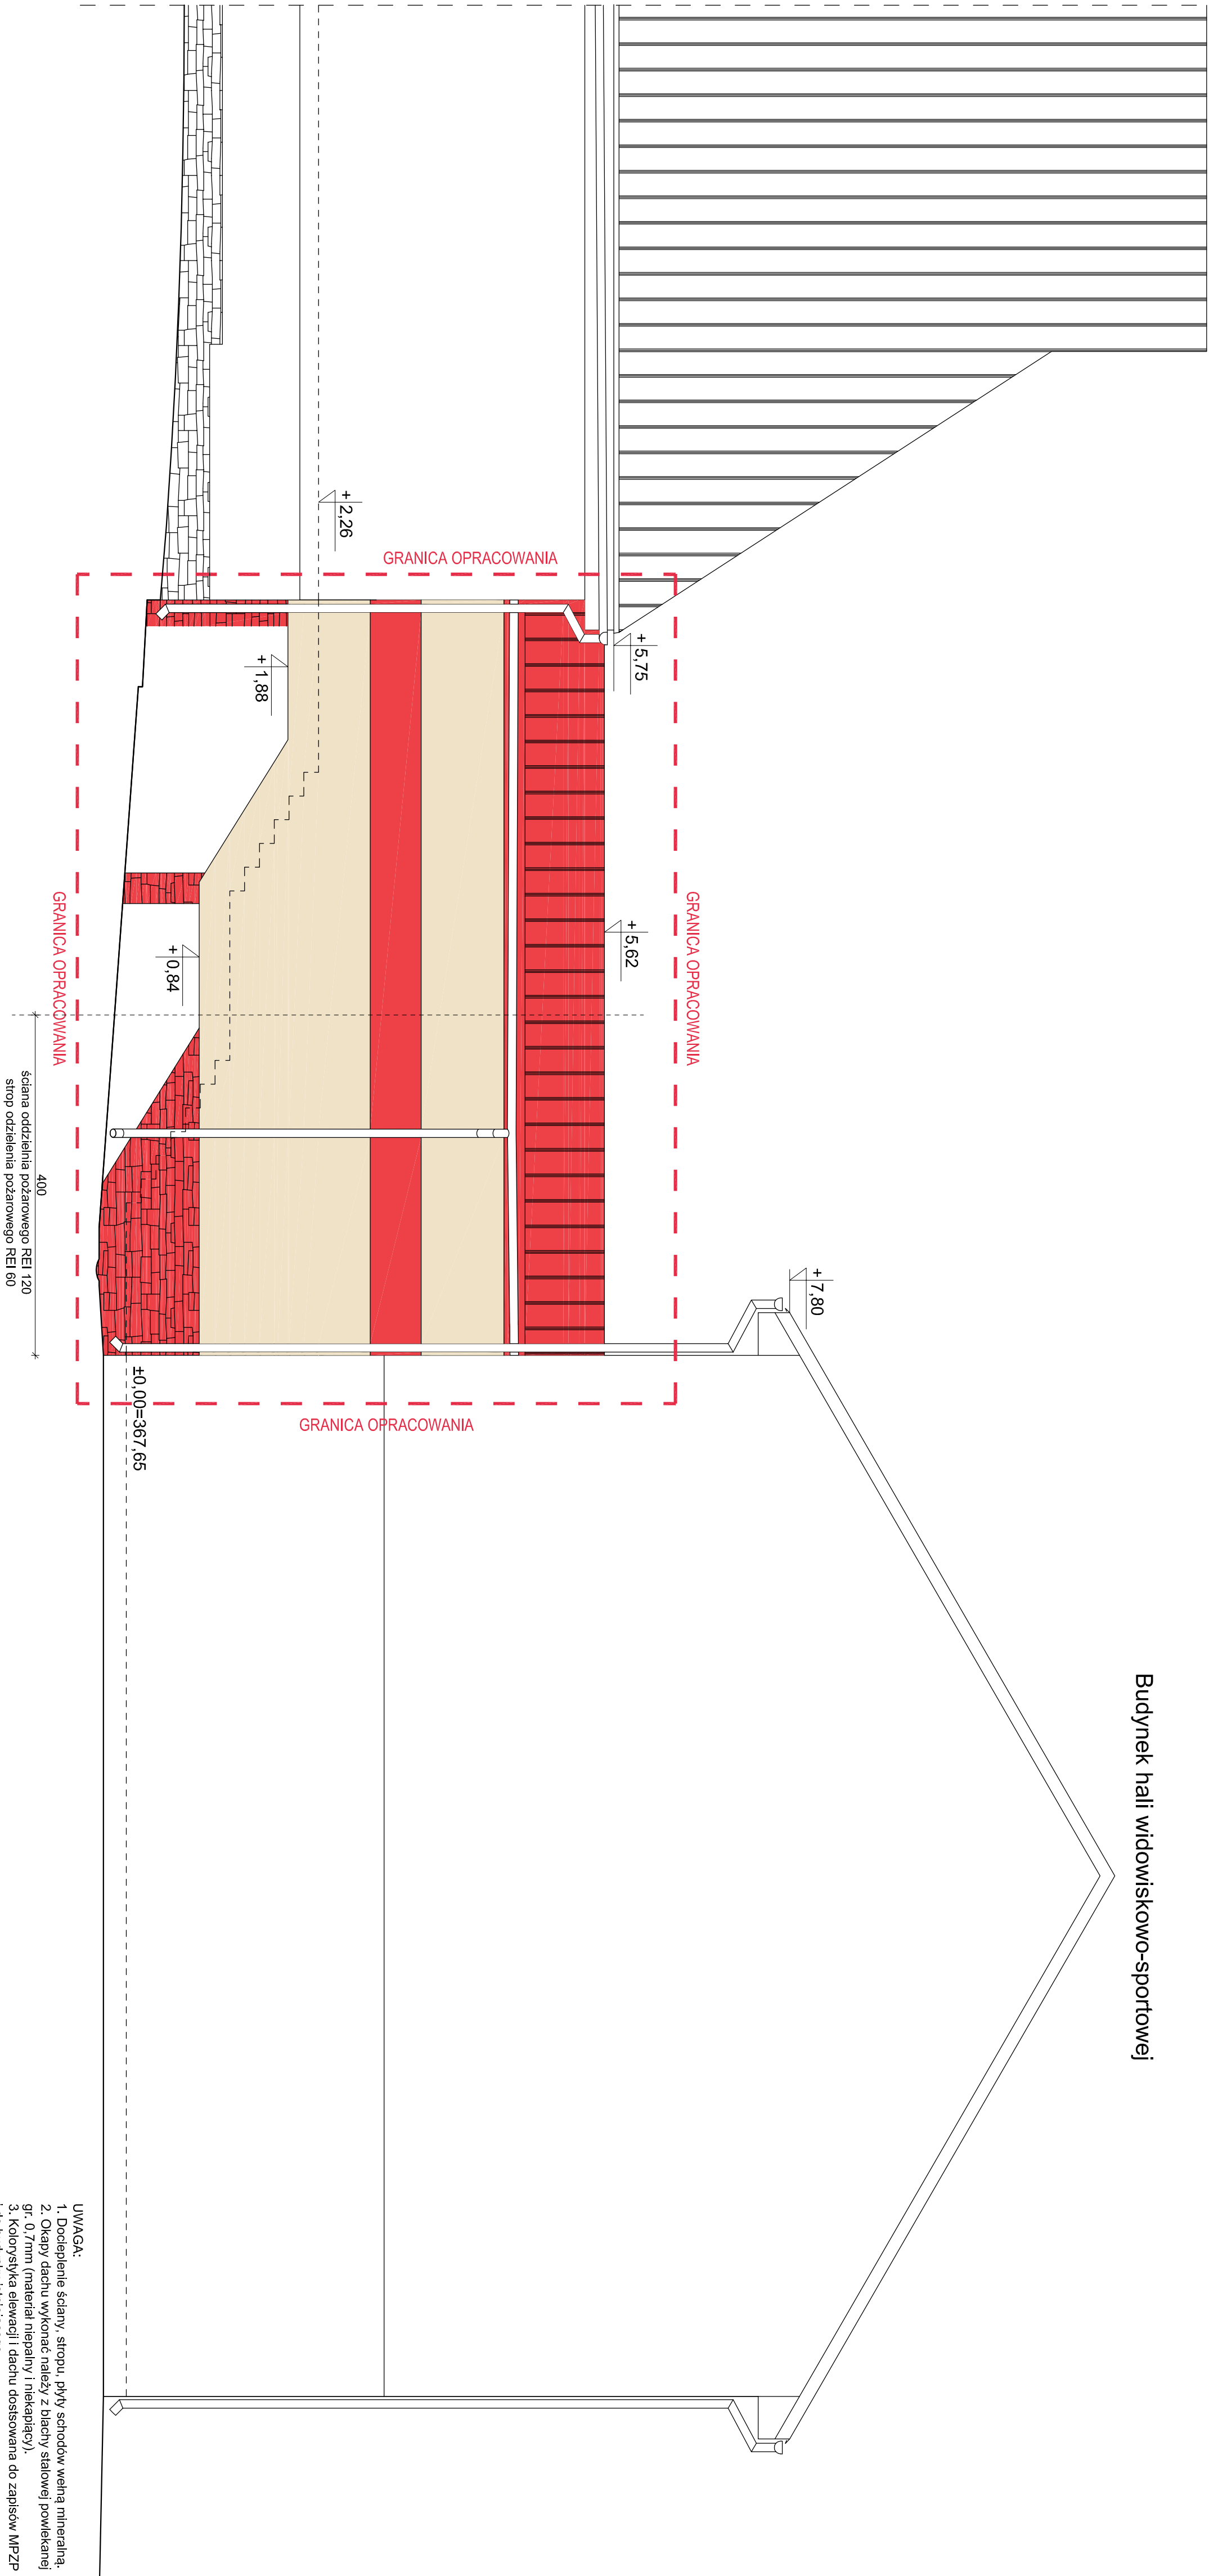 Budynek hali widowiskowo-sportowej
+ 7,80
+ 5,75
+ 5,62
GRANICA OPRACOWANIA
GRANICA OPRACOWANIA
+ 2,26
+ 1,88
+ 0,84
GRANICA OPRACOWANIA
±0,00=367,65
GRANICA OPRACOWANIA
400
ściana oddzielnia pożarowego REI 120
strop odzielenia pożarowego REI 60
UWAGA:
1. Docieplenie ściany, stropu, płyty schodów wełną mineralną.
2. Okapy dachu wykonać należy z blachy stalowej powlekanej
gr. 0,7mm (materiał niepalny i niekapiący).
3. Kolorystyka elewacji i dachu dostsowana do zapisów MPZP